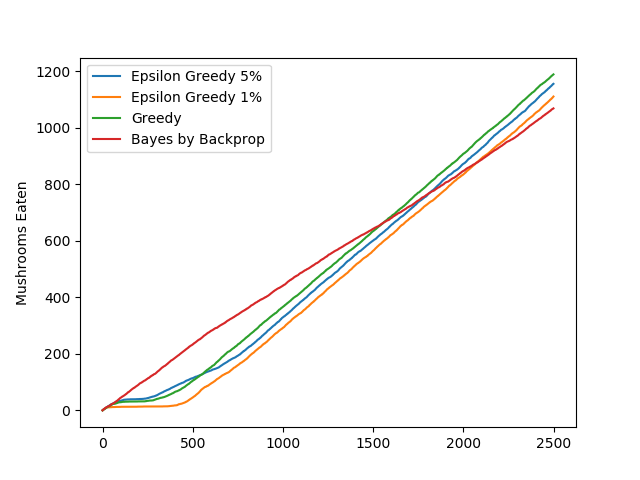 1200
1000
800
600
400
200
0
Mushrooms Eaten
Epsilon Greedy 5%
Epsilon Greedy 1%
Greedy
Bayes by Backprop
0 500 1000 1500 2000 2500